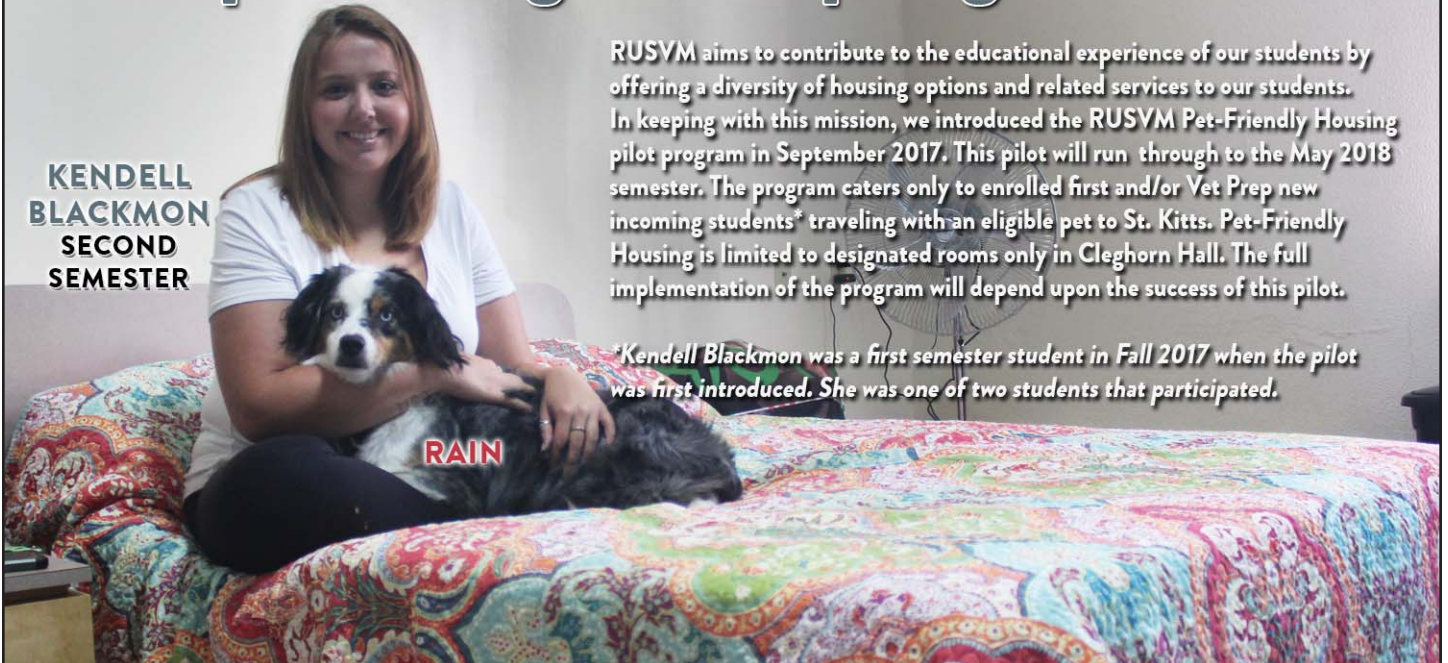 RUSVM aims to contribute to the educational experience of our students by
offering a diversity of housing options and related services to our students.
In keeping with this mission, we introduced the RUSVM Pet-Friendly Housing
pilot program in September 2017. This pilot will run through to the May 2018
semester. The program caters only to enrolled first and/or Vet Prep new
incoming students* traveling with an eligible pet to St. Kitts. Pet-Friendly
Housing is limited to designated rooms only in Cleghorn Hall. The full
implementation of the program will depend upon the success of this pilot.
*Kendell Blackmon was a first semester student in Fall 2017 when the pilot
was first introduced. She was one of two students that participated.
KENDELL
BLACKMON
SECOND
SEMESTER
RAIN